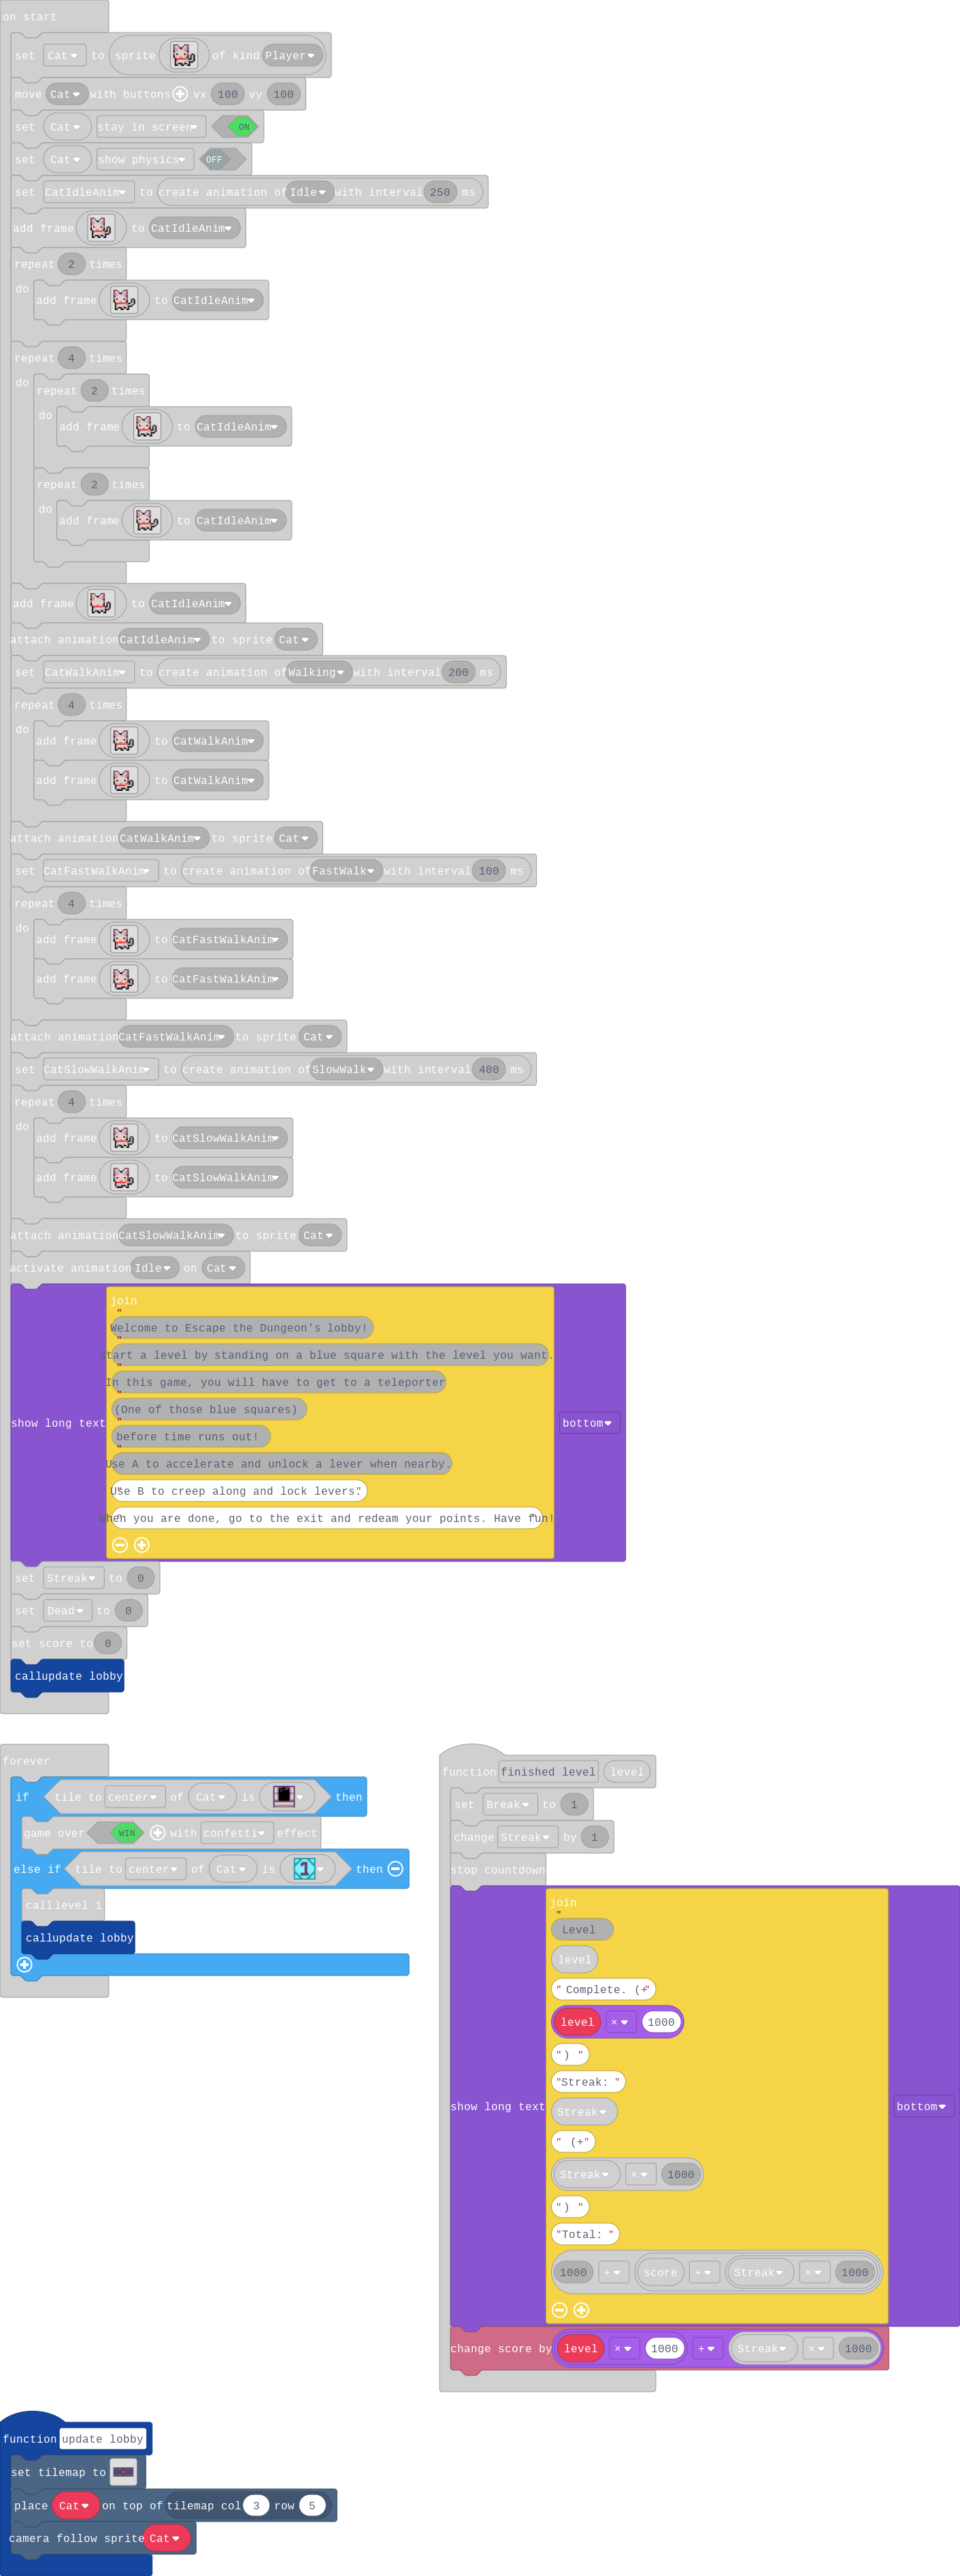 on start
set Cat to sprite of kind Player
move Cat with buttons vx 100 vy 100
set Cat stay in screen ON
set Cat show physics OFF
set CatIdleAnim to create animation of Idle with interval 250 ms
add frame to CatIdleAnim
repeat 2 times
do add frame to CatIdleAnim
repeat 4 times
do repeat 2 times
do add frame to CatIdleAnim
repeat 2 times
do add frame to CatIdleAnim
add frame to CatIdleAnim
attach animation CatIdleAnim to sprite Cat
set CatWalkAnim to create animation of Walking with interval 200 ms
repeat 4 times
do add frame to CatWalkAnim
add frame to CatWalkAnim
attach animation CatWalkAnim to sprite Cat
set CatFastWalkAnim to create animation of FastWalk with interval 100 ms
repeat 4 times
do add frame to CatFastWalkAnim
add frame to CatFastWalkAnim
attach animation CatFastWalkAnim to sprite Cat
set CatSlowWalkAnim to create animation of SlowWalk with interval 400 ms
repeat 4 times
do add frame to CatSlowWalkAnim
add frame to CatSlowWalkAnim
attach animation CatSlowWalkAnim to sprite Cat
activate animation Idle on Cat
join
"Welcome to Escape the Dungeon's lobby!
"Start a level by standing on a blue square with the level you want.
"In this game, you will have to get to a teleporter
"(One of those blue squares)
"before time runs out!
"Use A to accelerate and unlock a lever when nearby.
show long text bottom
"Use B to creep along and lock levers."
"When you are done, go to the exit and redeam your points. Have fun!"
set Streak to 0
set Dead to 0
set score to 0
call update lobby
forever
if tile to center of Cat is then
game over WIN with confetti effect
else if tile to center of Cat is 1 then
call level 1
call update lobby
function finished level level
set Break to 1
change Streak by 1
stop countdown
join
" Level
level
" Complete. (+"
level × 1000
") "
"Streak: "
show long text Streak bottom
" (+"
Streak × 1000
") "
"Total: "
1000 + score + Streak × 1000
change score by level × 1000 + Streak × 1000
function update lobby
set tilemap to
place Cat on top of tilemap col 3 row 5
camera follow sprite Cat